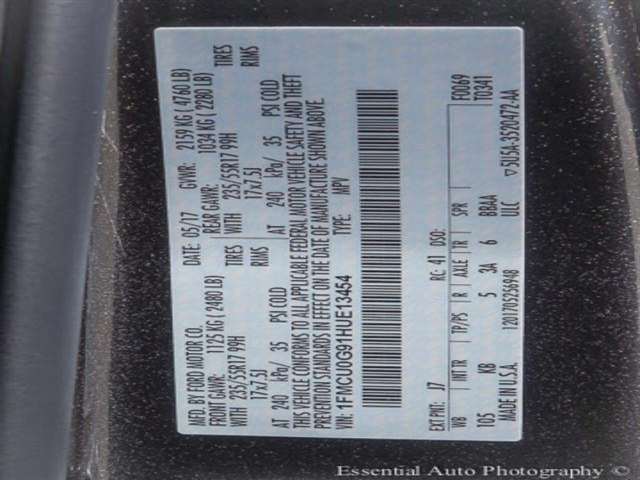 MFD. BY FORD MOTOR CO.
DATE: 05/17 GVWR: 2159 KG ( 4760 LB)
FRONT GAWR: 1125 KG ( 2480 LB) REAR GAWR: 1034 KG ( 2280 LB)
WITH TIRES WITH TIRES
235/55R17 99H RIMS 235/55R17 99H RIMS
17x7.5J 17x7.5J
AT 240 kPa/ 35 PSI COLD AT 240 kPa/ 35 PSI COLD
THIS VEHICLE CONFORMS TO ALL APPLICABLE FEDERAL MOTOR VEHICLE SAFETY AND THEFT
PREVENTION STANDARDS IN EFFECT ON THE DATE OF MANUFACTURE SHOWN ABOVE.
VIN: 1FMCU0G91HUE13454 TYPE: MPV
F0069
EXT PNT: J7 RC: 41 DSO: T0341
WB INT TR TP/PS R AXLE TR SPR
105 KB 5 3A 6 BBAA
MADE IN U.S.A. 1201705256948 ULC ▽5U5A-3520472-AA
Essential Auto Photography ©